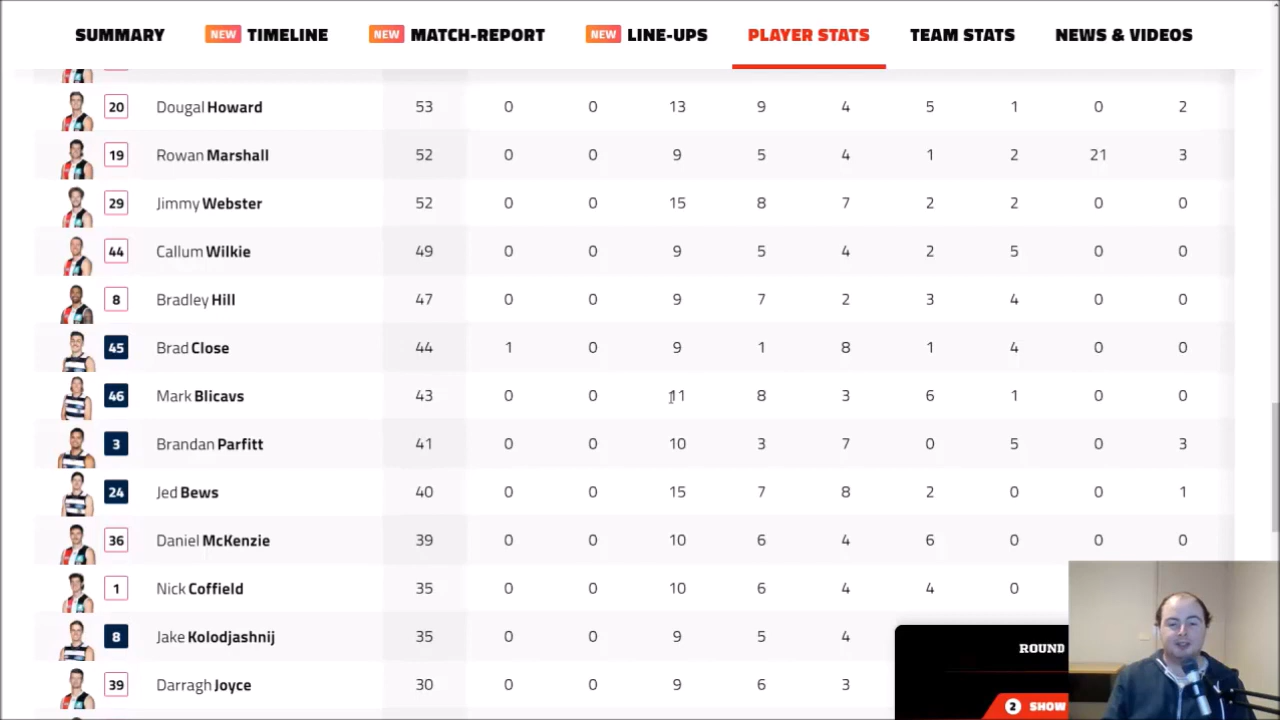 SUMMARY NEW TIMELINE NEW MATCH-REPORT NEW LINE-UPS PLAYER STATS TEAM STATS NEWS & VIDEOS
20 Dougal Howard 53 0 0 13 9 4 5 1 0 2
19 Rowan Marshall 52 0 0 9 5 4 1 2 21 3
29 Jimmy Webster 52 0 0 15 8 7 2 2 0 0
44 Callum Wilkie 49 0 0 9 5 4 2 5 0 0
8 Bradley Hill 47 0 0 9 7 2 3 4 0 0
45 Brad Close 44 1 0 9 1 8 1 4 0 0
46 Mark Blicavs 43 0 0 11 8 3 6 1 0 0
3 Brandan Parfitt 41 0 0 10 3 7 0 5 0 3
24 Jed Bews 40 0 0 15 7 8 2 0 0 1
36 Daniel McKenzie 39 0 0 10 6 4 6 0 0 0
1 Nick Coffield 35 0 0 10 6 4 4 0
8 Jake Kolodjashnij 35 0 0 9 5 4
ROUND
39 Darragh Joyce 30 0 0 9 6 3
2 SHOW